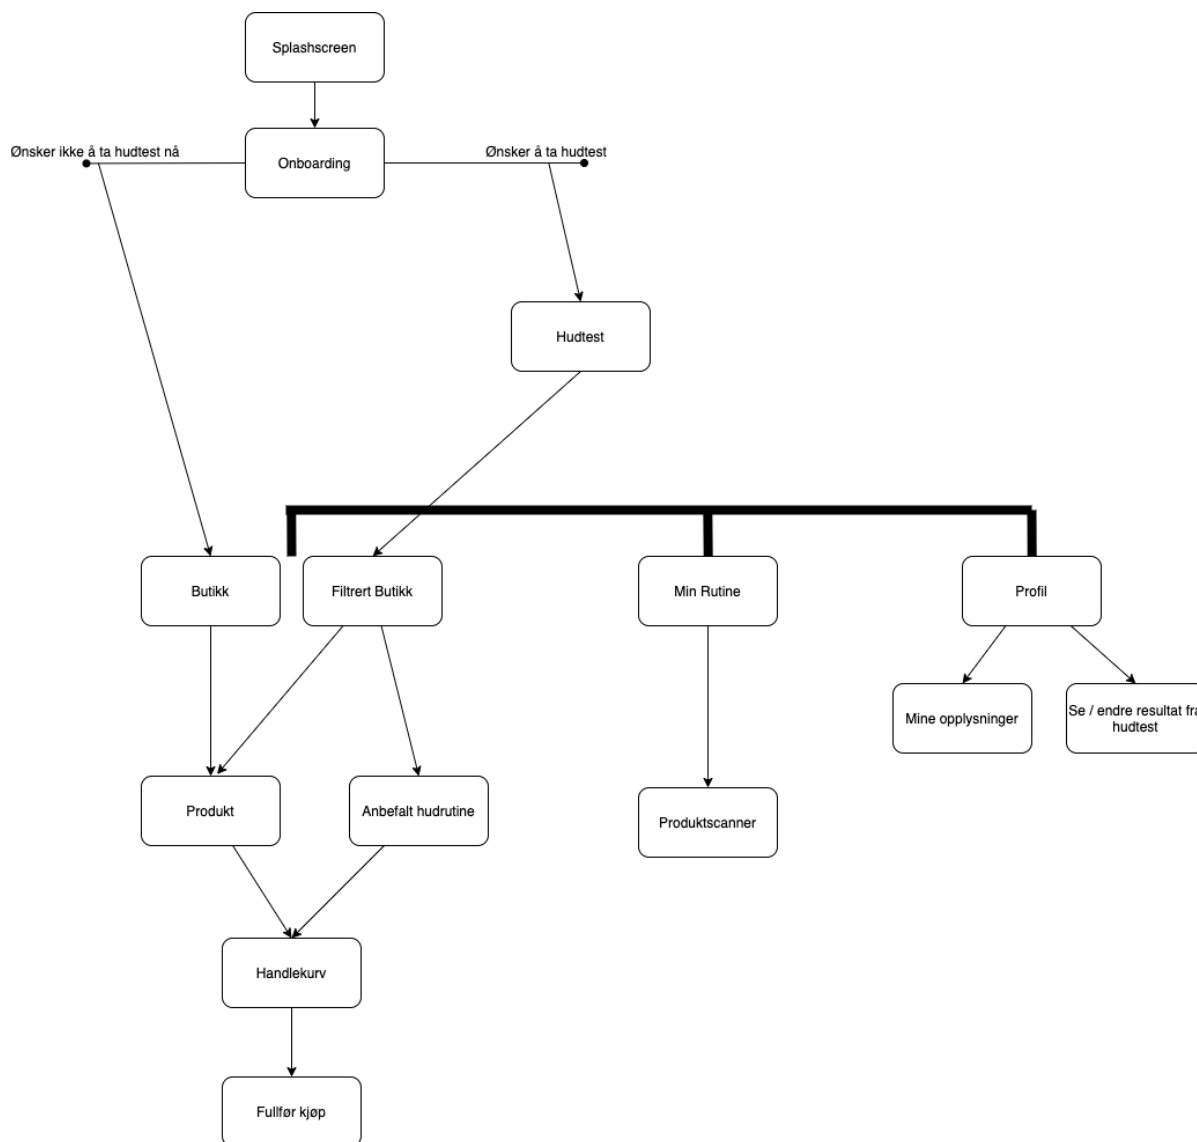 Splashscreen
Ønsker ikke å ta hudtest nå
Onboarding
Ønsker å ta hudtest
Hudtest
Butikk
Filtrert Butikk
Min Rutine
Profil
Mine opplysninger
Se / endre resultat fra
hudtest
Produkt
Anbefalt hudrutine
Produktscanner
Handlekurv
Fullfør kjøp